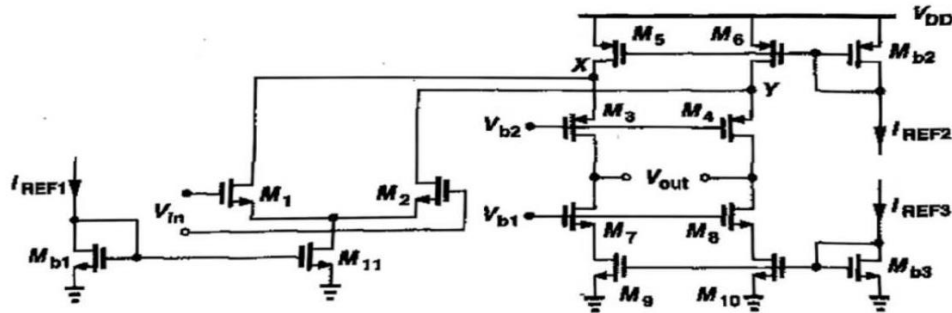 V_DD
M_5
M_6
M_b2
X
Y
M_3
M_4
V_b2
I_REF2
I_REF1
M_1
M_2
V_out
I_REF3
V_in
V_b1
M_7
M_8
M_b1
M_11
M_b3
M_9
M_10